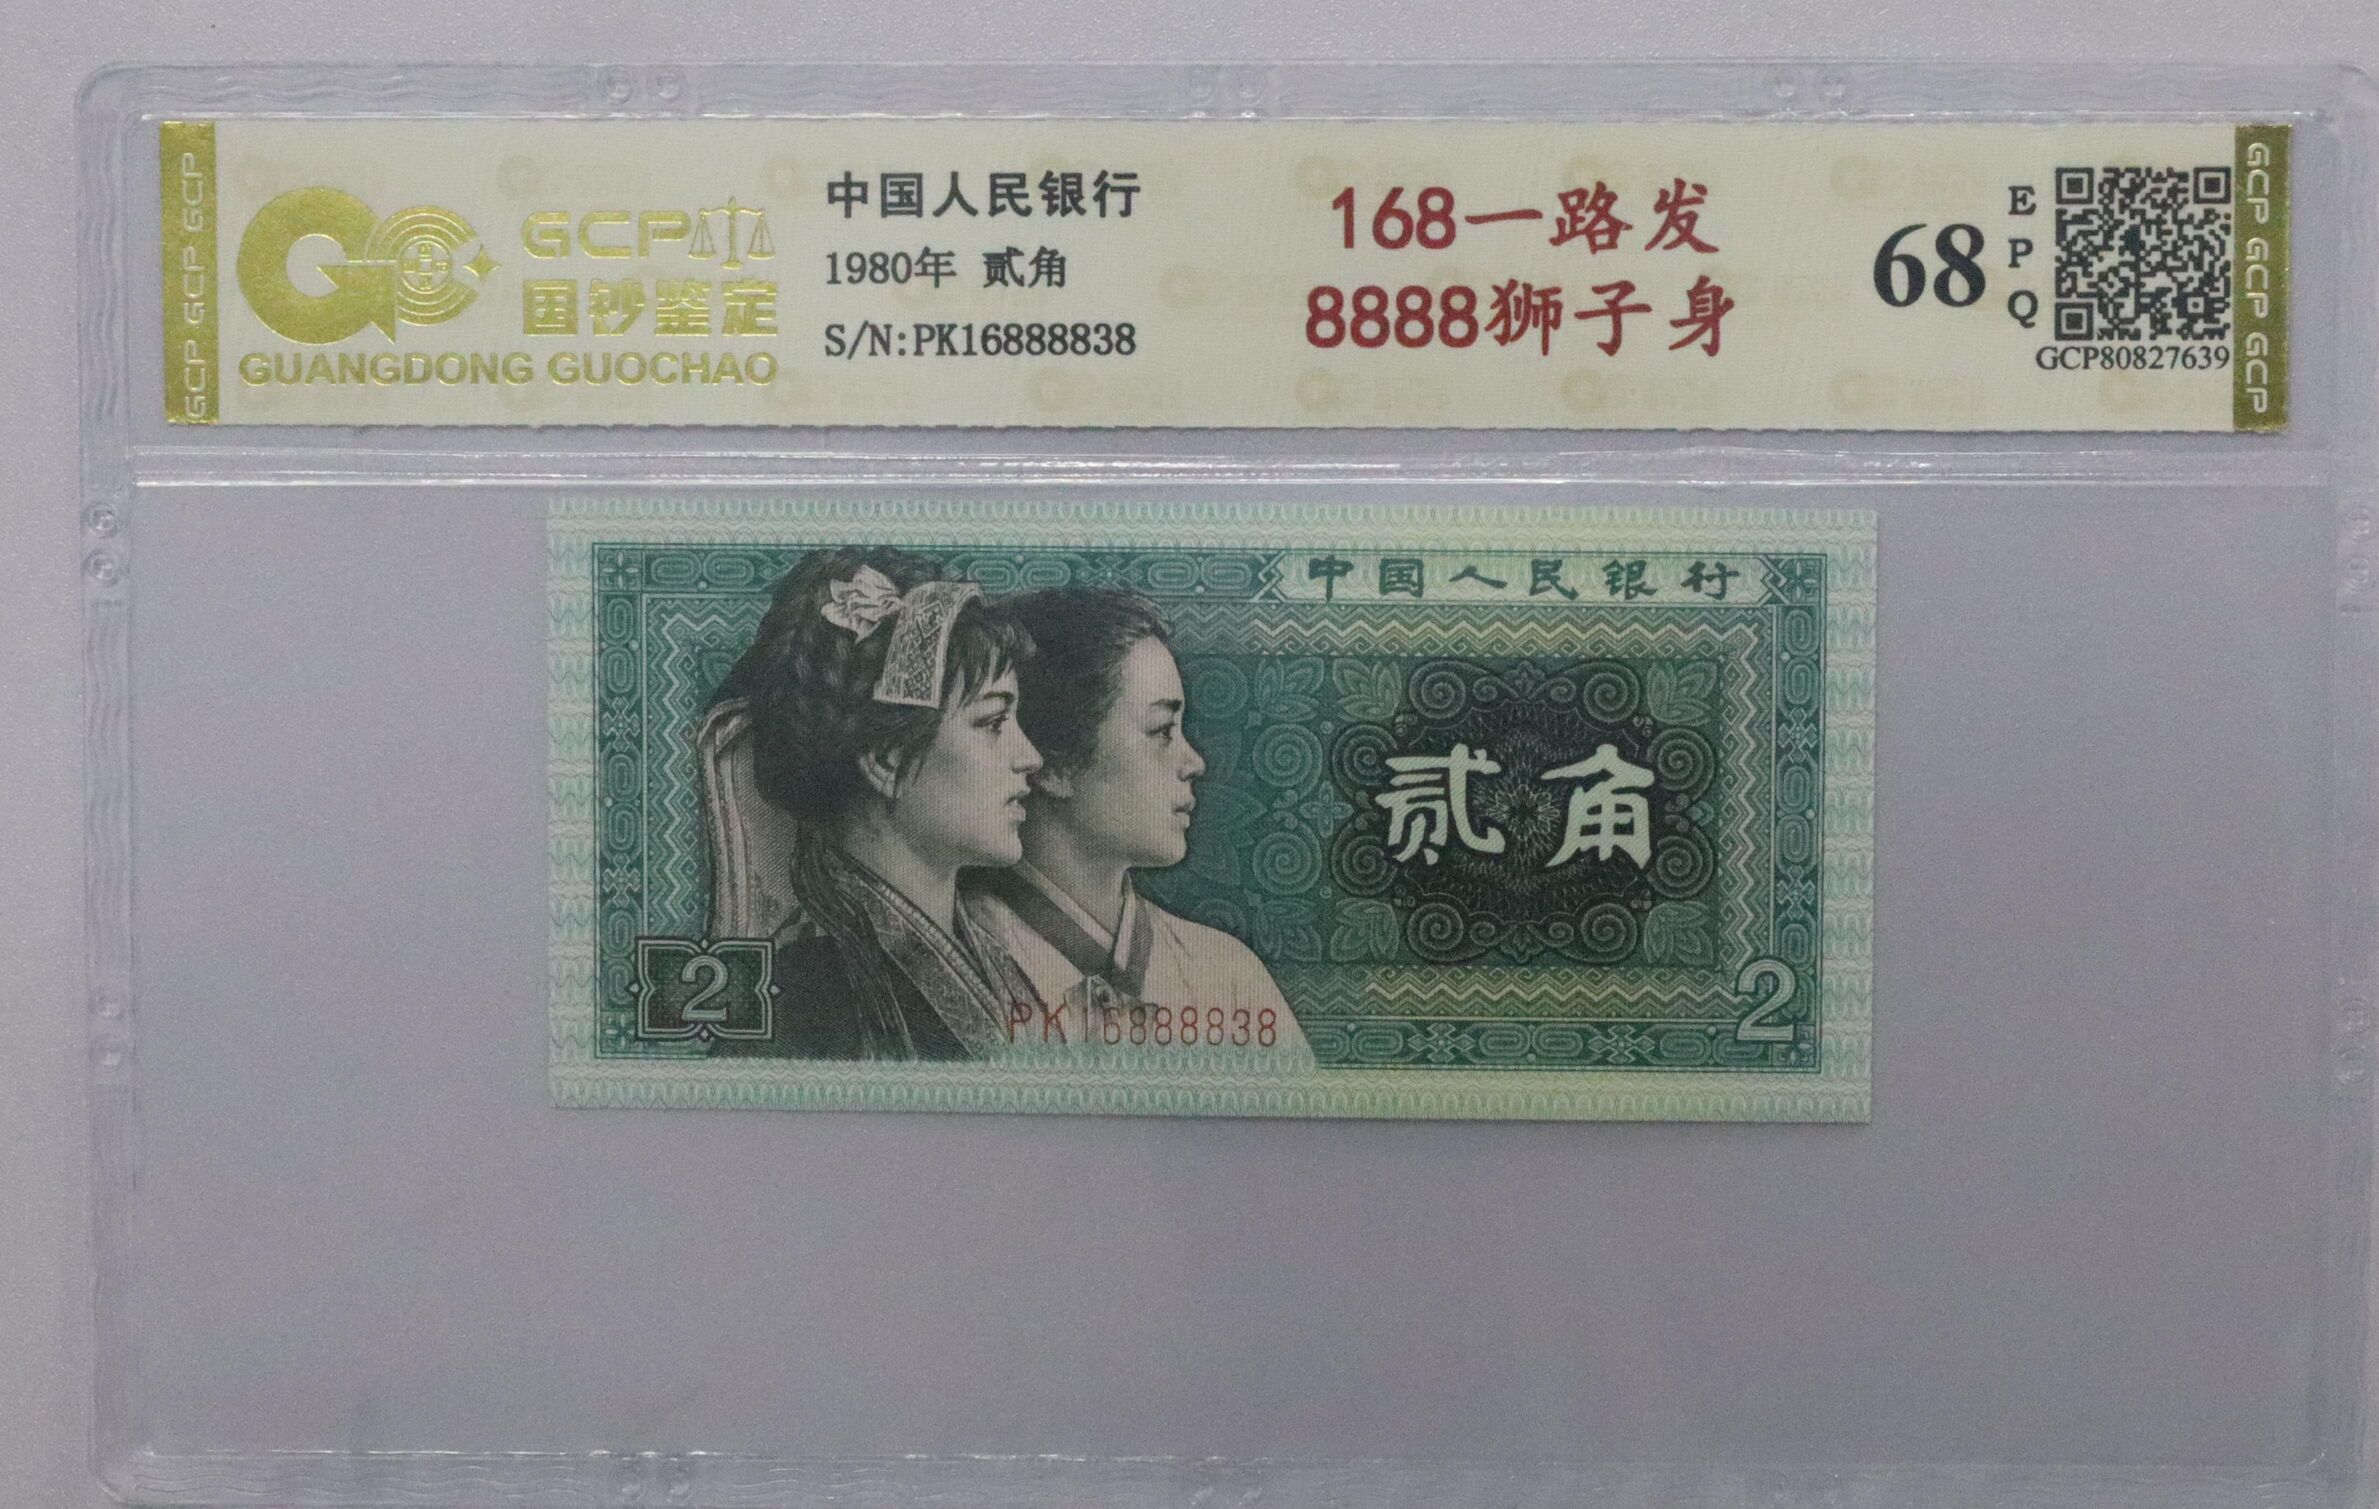 GCP GCP GCP
GCP
国钞鉴定
GUANGDONG GUOCHAO
中国人民银行
1980年 贰角
S/N:PK16888838
168一路发
8888狮子身
68
EPQ
GCP80827639
GCP GCP GCP
中国人民银行
贰角
2
PK16888838
2